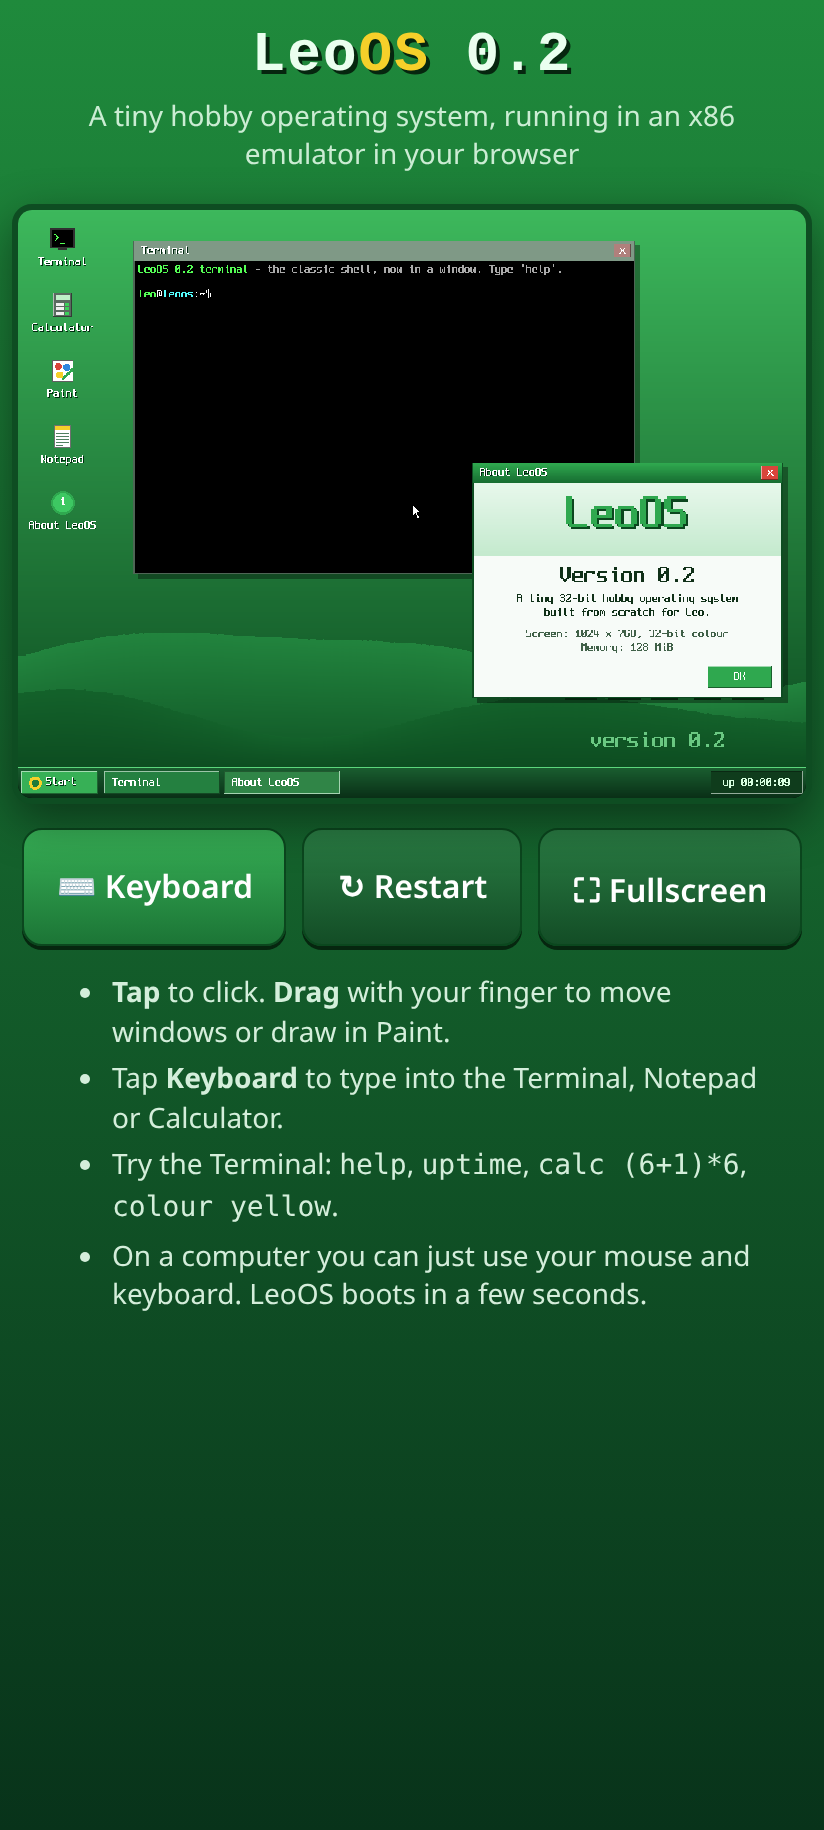 LeoOS 0.2
A tiny hobby operating system, running in an x86
emulator in your browser
Terminal
Calculator
Paint
Notepad
About LeoOS
Terminal
X
LeoOS 0.2 terminal - the classic shell, now in a window. Type 'help'.
leo@leoos:~
About LeoOS
X
LeoOS
Version 0.2
A tiny 32-bit hobby operating system
built from scratch for Leo.
Screen: 1024 x 768, 32-bit colour
Memory: 128 MiB
OK
version 0.2
Start
Terminal
About LeoOS
up 00:00:09
Keyboard
↻ Restart
Fullscreen
• Tap to click. Drag with your finger to move
windows or draw in Paint.
• Tap Keyboard to type into the Terminal, Notepad
or Calculator.
• Try the Terminal: help, uptime, calc (6+1)*6,
colour yellow.
• On a computer you can just use your mouse and
keyboard. LeoOS boots in a few seconds.